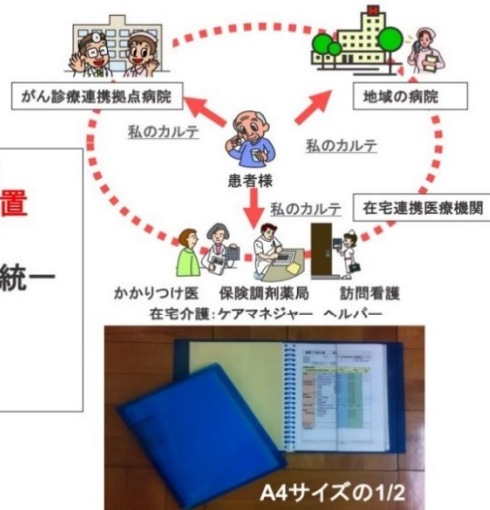 がん診療連携拠点病院
地域の病院
私のカルテ
私のカルテ
患者様
置
私のカルテ
在宅連携医療機関
統一
かかりつけ医 保険調剤薬局 訪問看護
在宅介護:ケアマネジャー ヘルパー
A4サイズの1/2